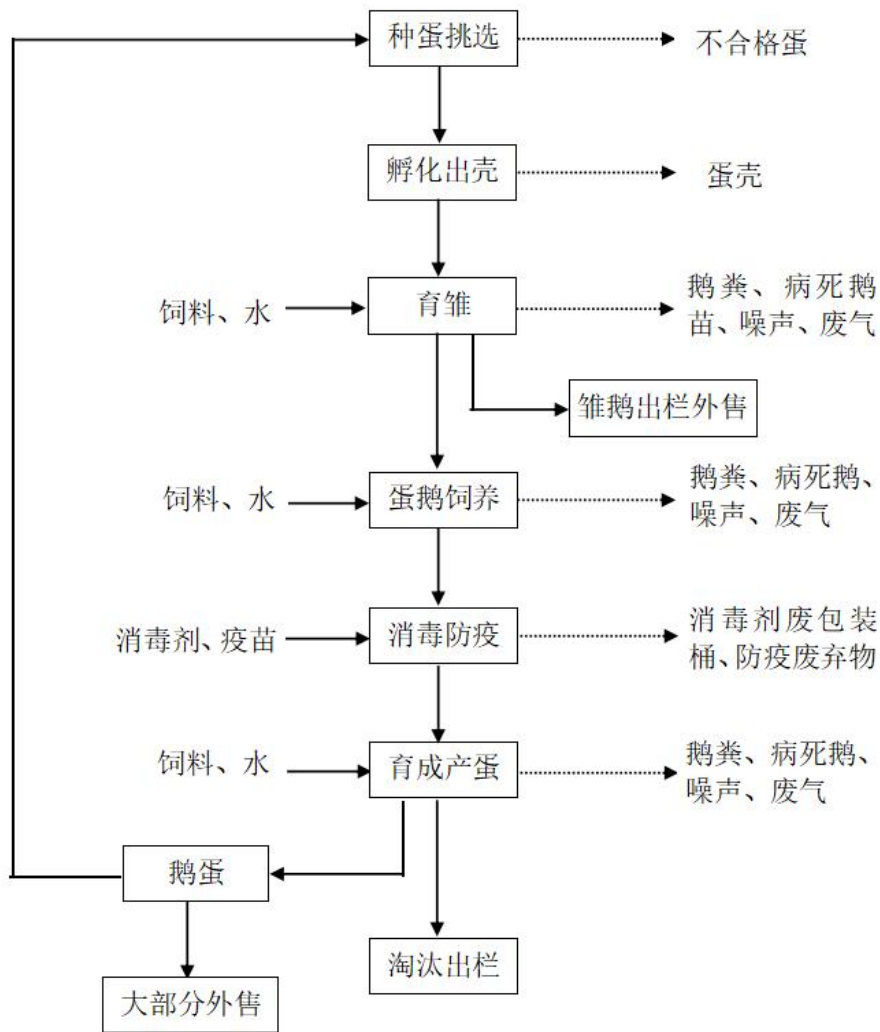 种蛋挑选
不合格蛋
孵化出壳
蛋壳
饲料、水
育雏
鹅粪、病死鹅
苗、噪声、废气
雏鹅出栏外售
饲料、水
蛋鹅饲养
鹅粪、病死鹅、
噪声、废气
消毒剂、疫苗
消毒防疫
消毒剂废包装
桶、防疫废弃物
饲料、水
育成产蛋
鹅粪、病死鹅、
噪声、废气
鹅蛋
淘汰出栏
大部分外售